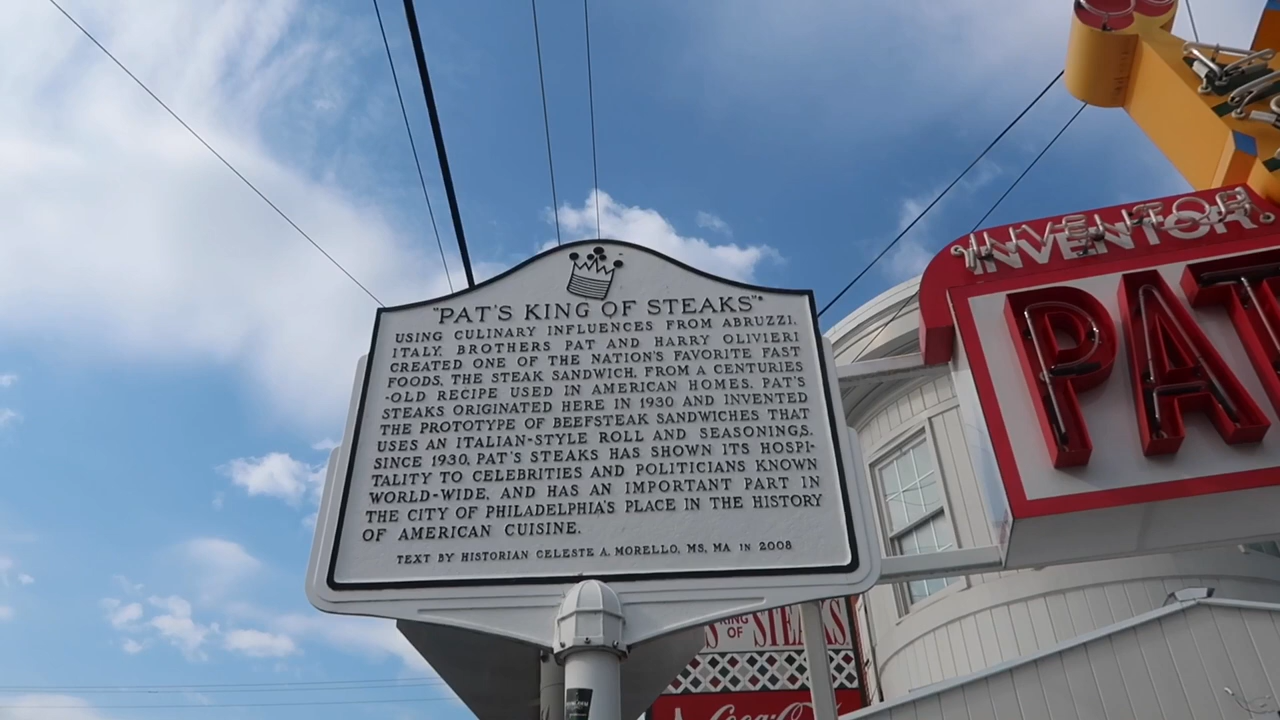 "PAT'S KING OF STEAKS"®
USING CULINARY INFLUENCES FROM ABRUZZI,
ITALY, BROTHERS PAT AND HARRY OLIVIERI
CREATED ONE OF THE NATION'S FAVORITE FAST
FOODS, THE STEAK SANDWICH, FROM A CENTURIES
-OLD RECIPE USED IN AMERICAN HOMES. PAT'S
STEAKS ORIGINATED HERE IN 1930 AND INVENTED
THE PROTOTYPE OF BEEFSTEAK SANDWICHES THAT
USES AN ITALIAN-STYLE ROLL AND SEASONINGS.
SINCE 1930, PAT'S STEAKS HAS SHOWN ITS HOSPI-
TALITY TO CELEBRITIES AND POLITICIANS KNOWN
WORLD-WIDE, AND HAS AN IMPORTANT PART IN
THE CITY OF PHILADELPHIA'S PLACE IN THE HISTORY
OF AMERICAN CUISINE.
TEXT BY HISTORIAN CELESTE A. MORELLO, MS, MA IN 2008
INVENTOR
PAT
KING OF STEAKS
Coca-Cola